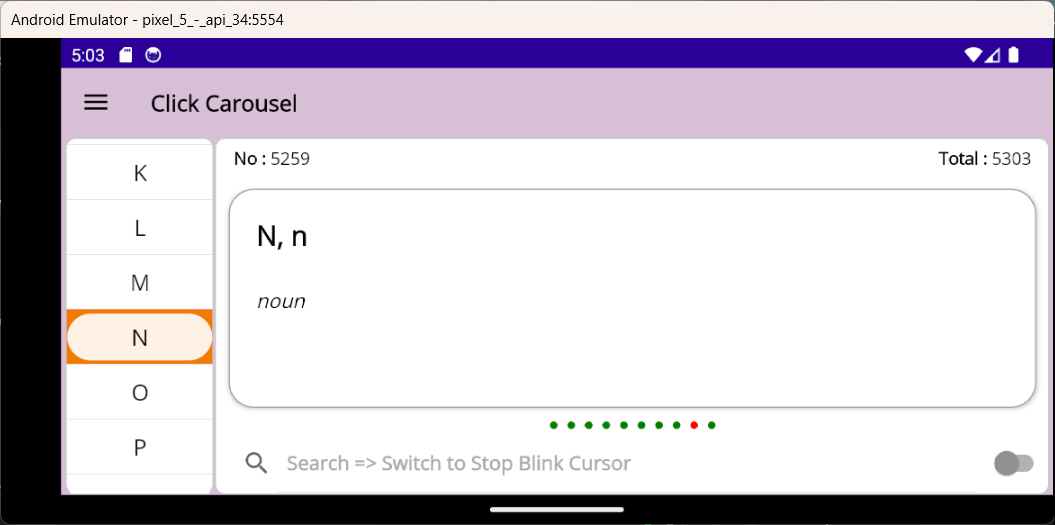 Android Emulator - pixel_5_-_api_34:5554
5:03
Click Carousel
K
L
M
N
O
P
No : 5259
Total : 5303
N, n
noun
Search => Switch to Stop Blink Cursor